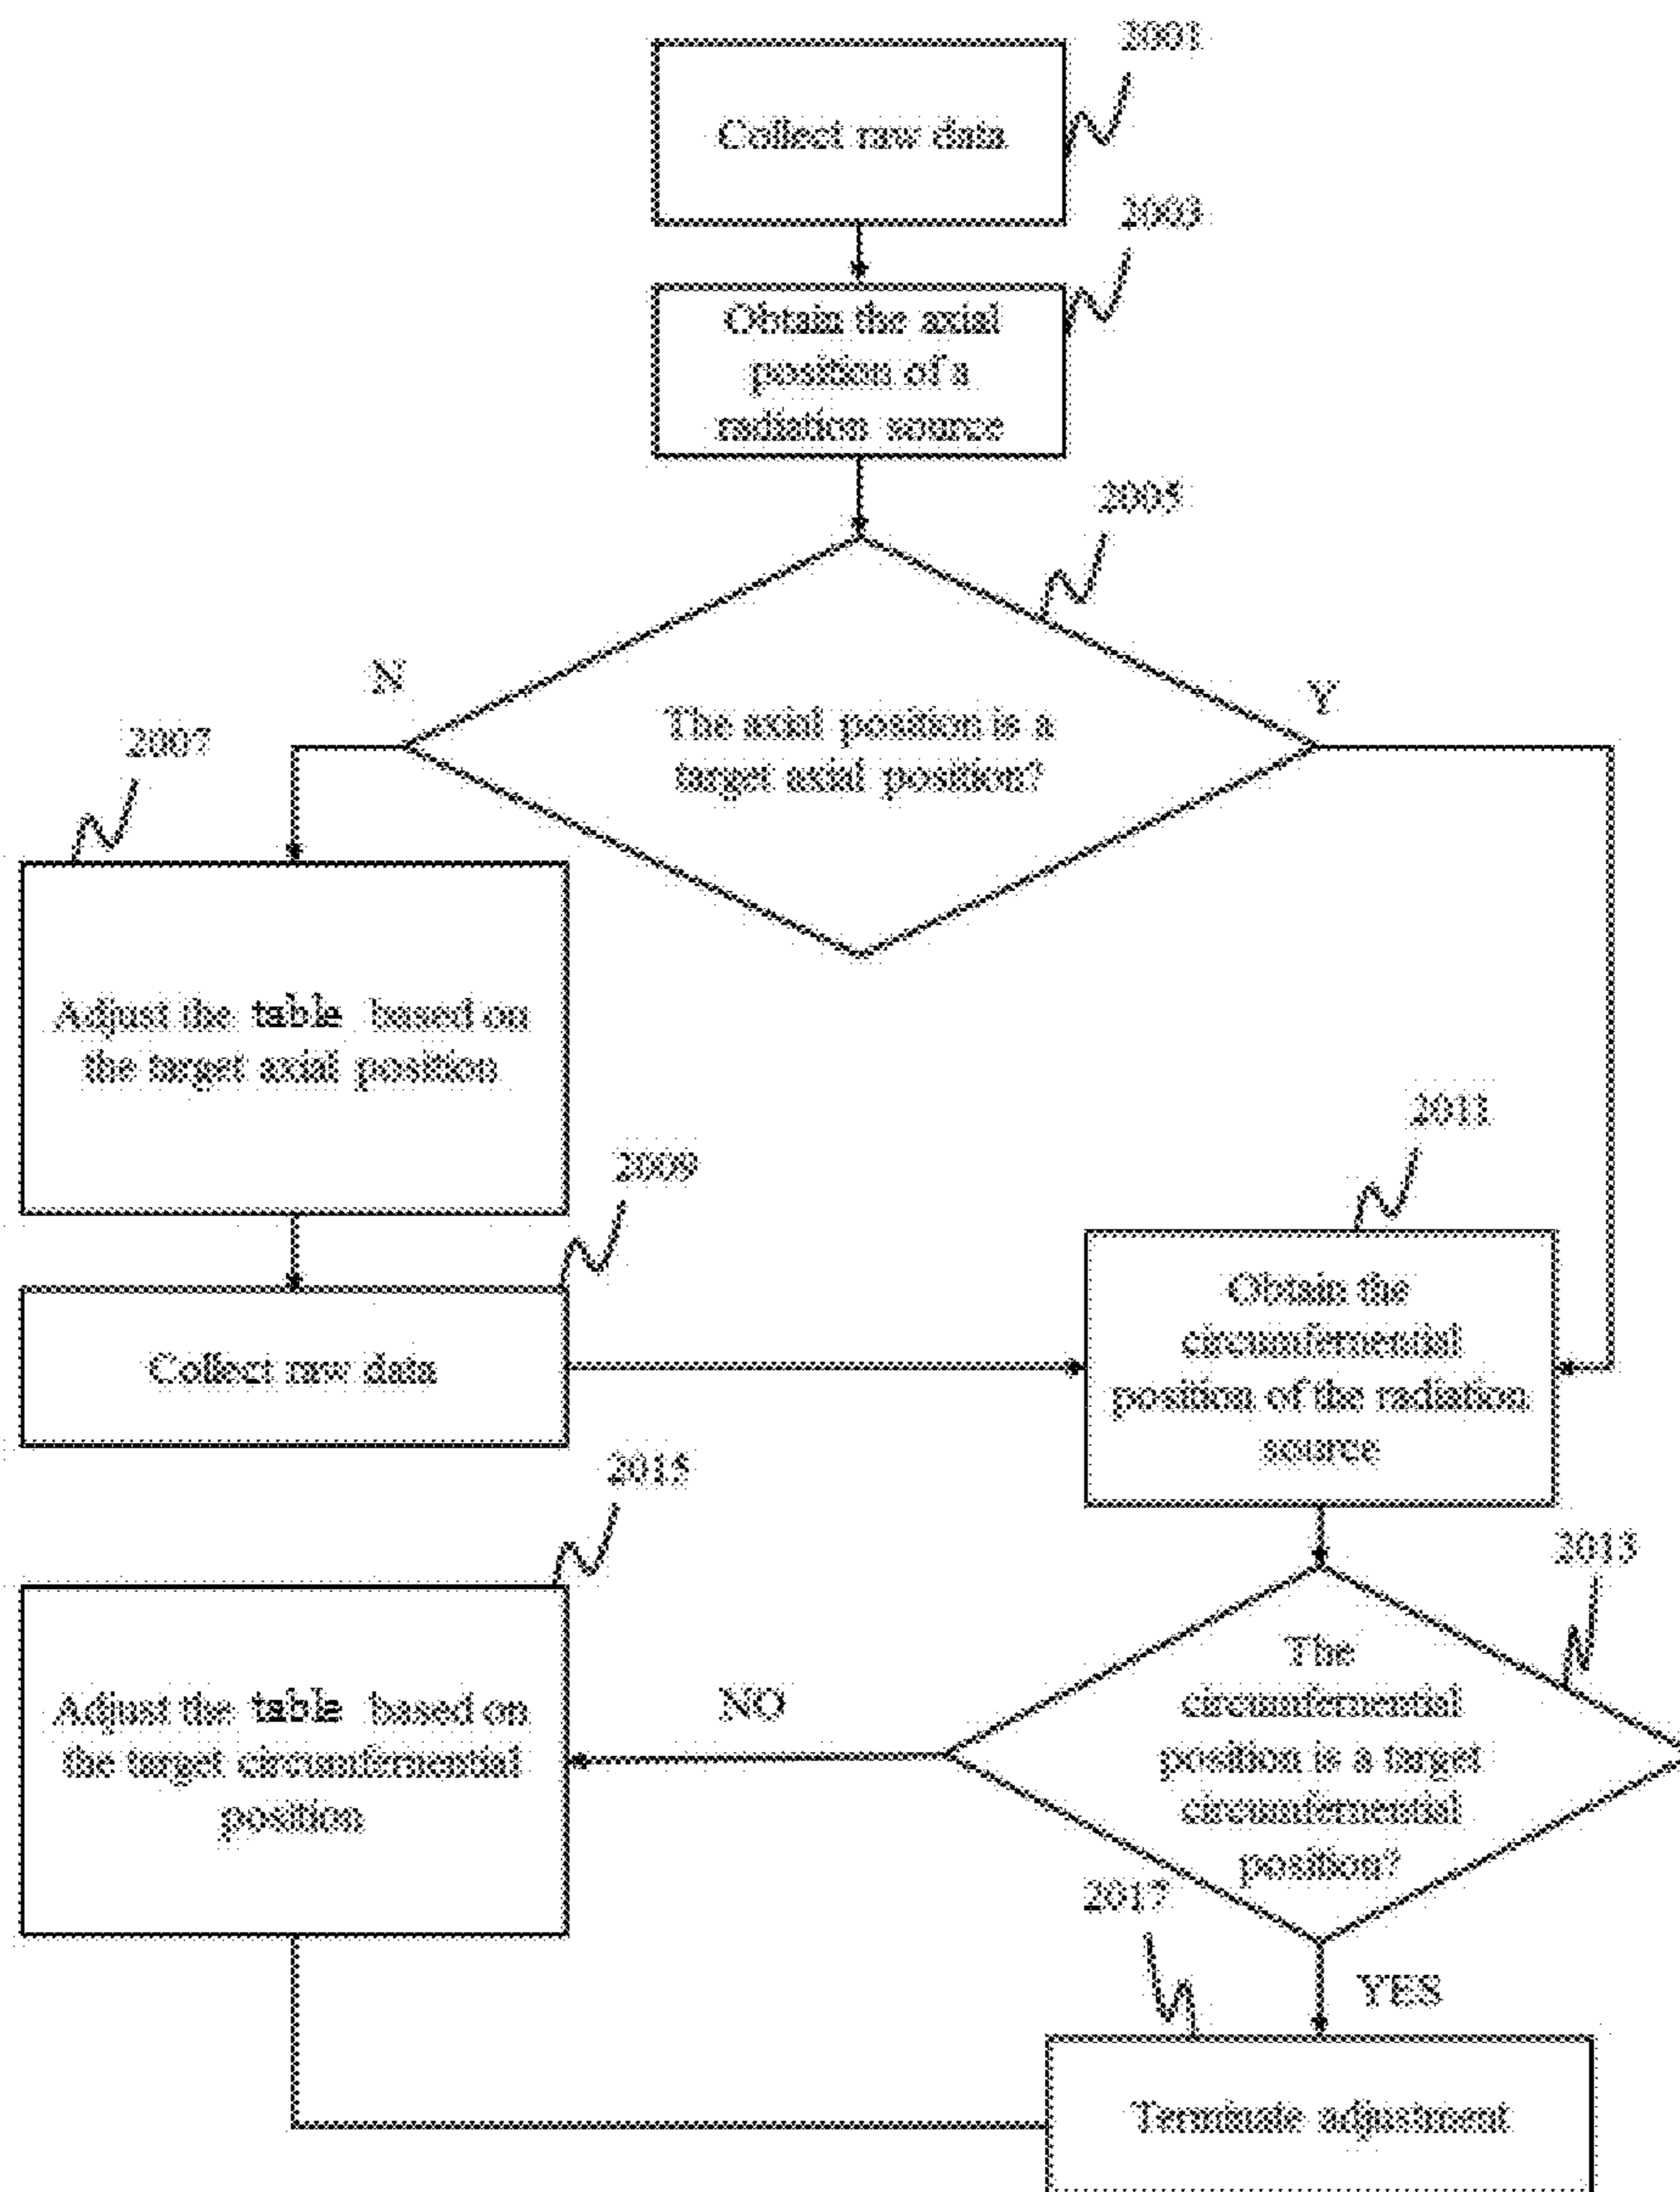 2001
Collect raw data
2003
Obtain the axial
position of a
radiation source
2005
N
Y
The axial position is a
target axial position?
2007
Adjust the table based on
the target axial position
2009
Collect raw data
2011
Obtain the
circumferential
position of the radiation
source
2013
The
circumferential
position is a target
circumferential
position?
NO
2015
Adjust the table based on
the target circumferential
position
2017
YES
Terminate adjustment